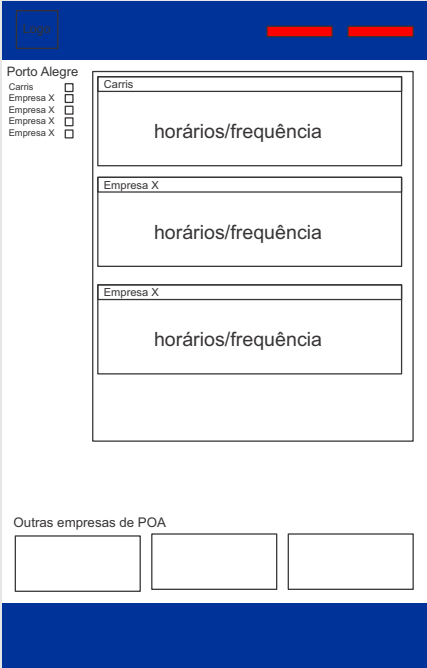 Logo
Porto Alegre
Carris
Empresa X
Empresa X
Empresa X
Empresa X
Carris
horários/frequência
Empresa X
horários/frequência
Empresa X
horários/frequência
Outras empresas de POA